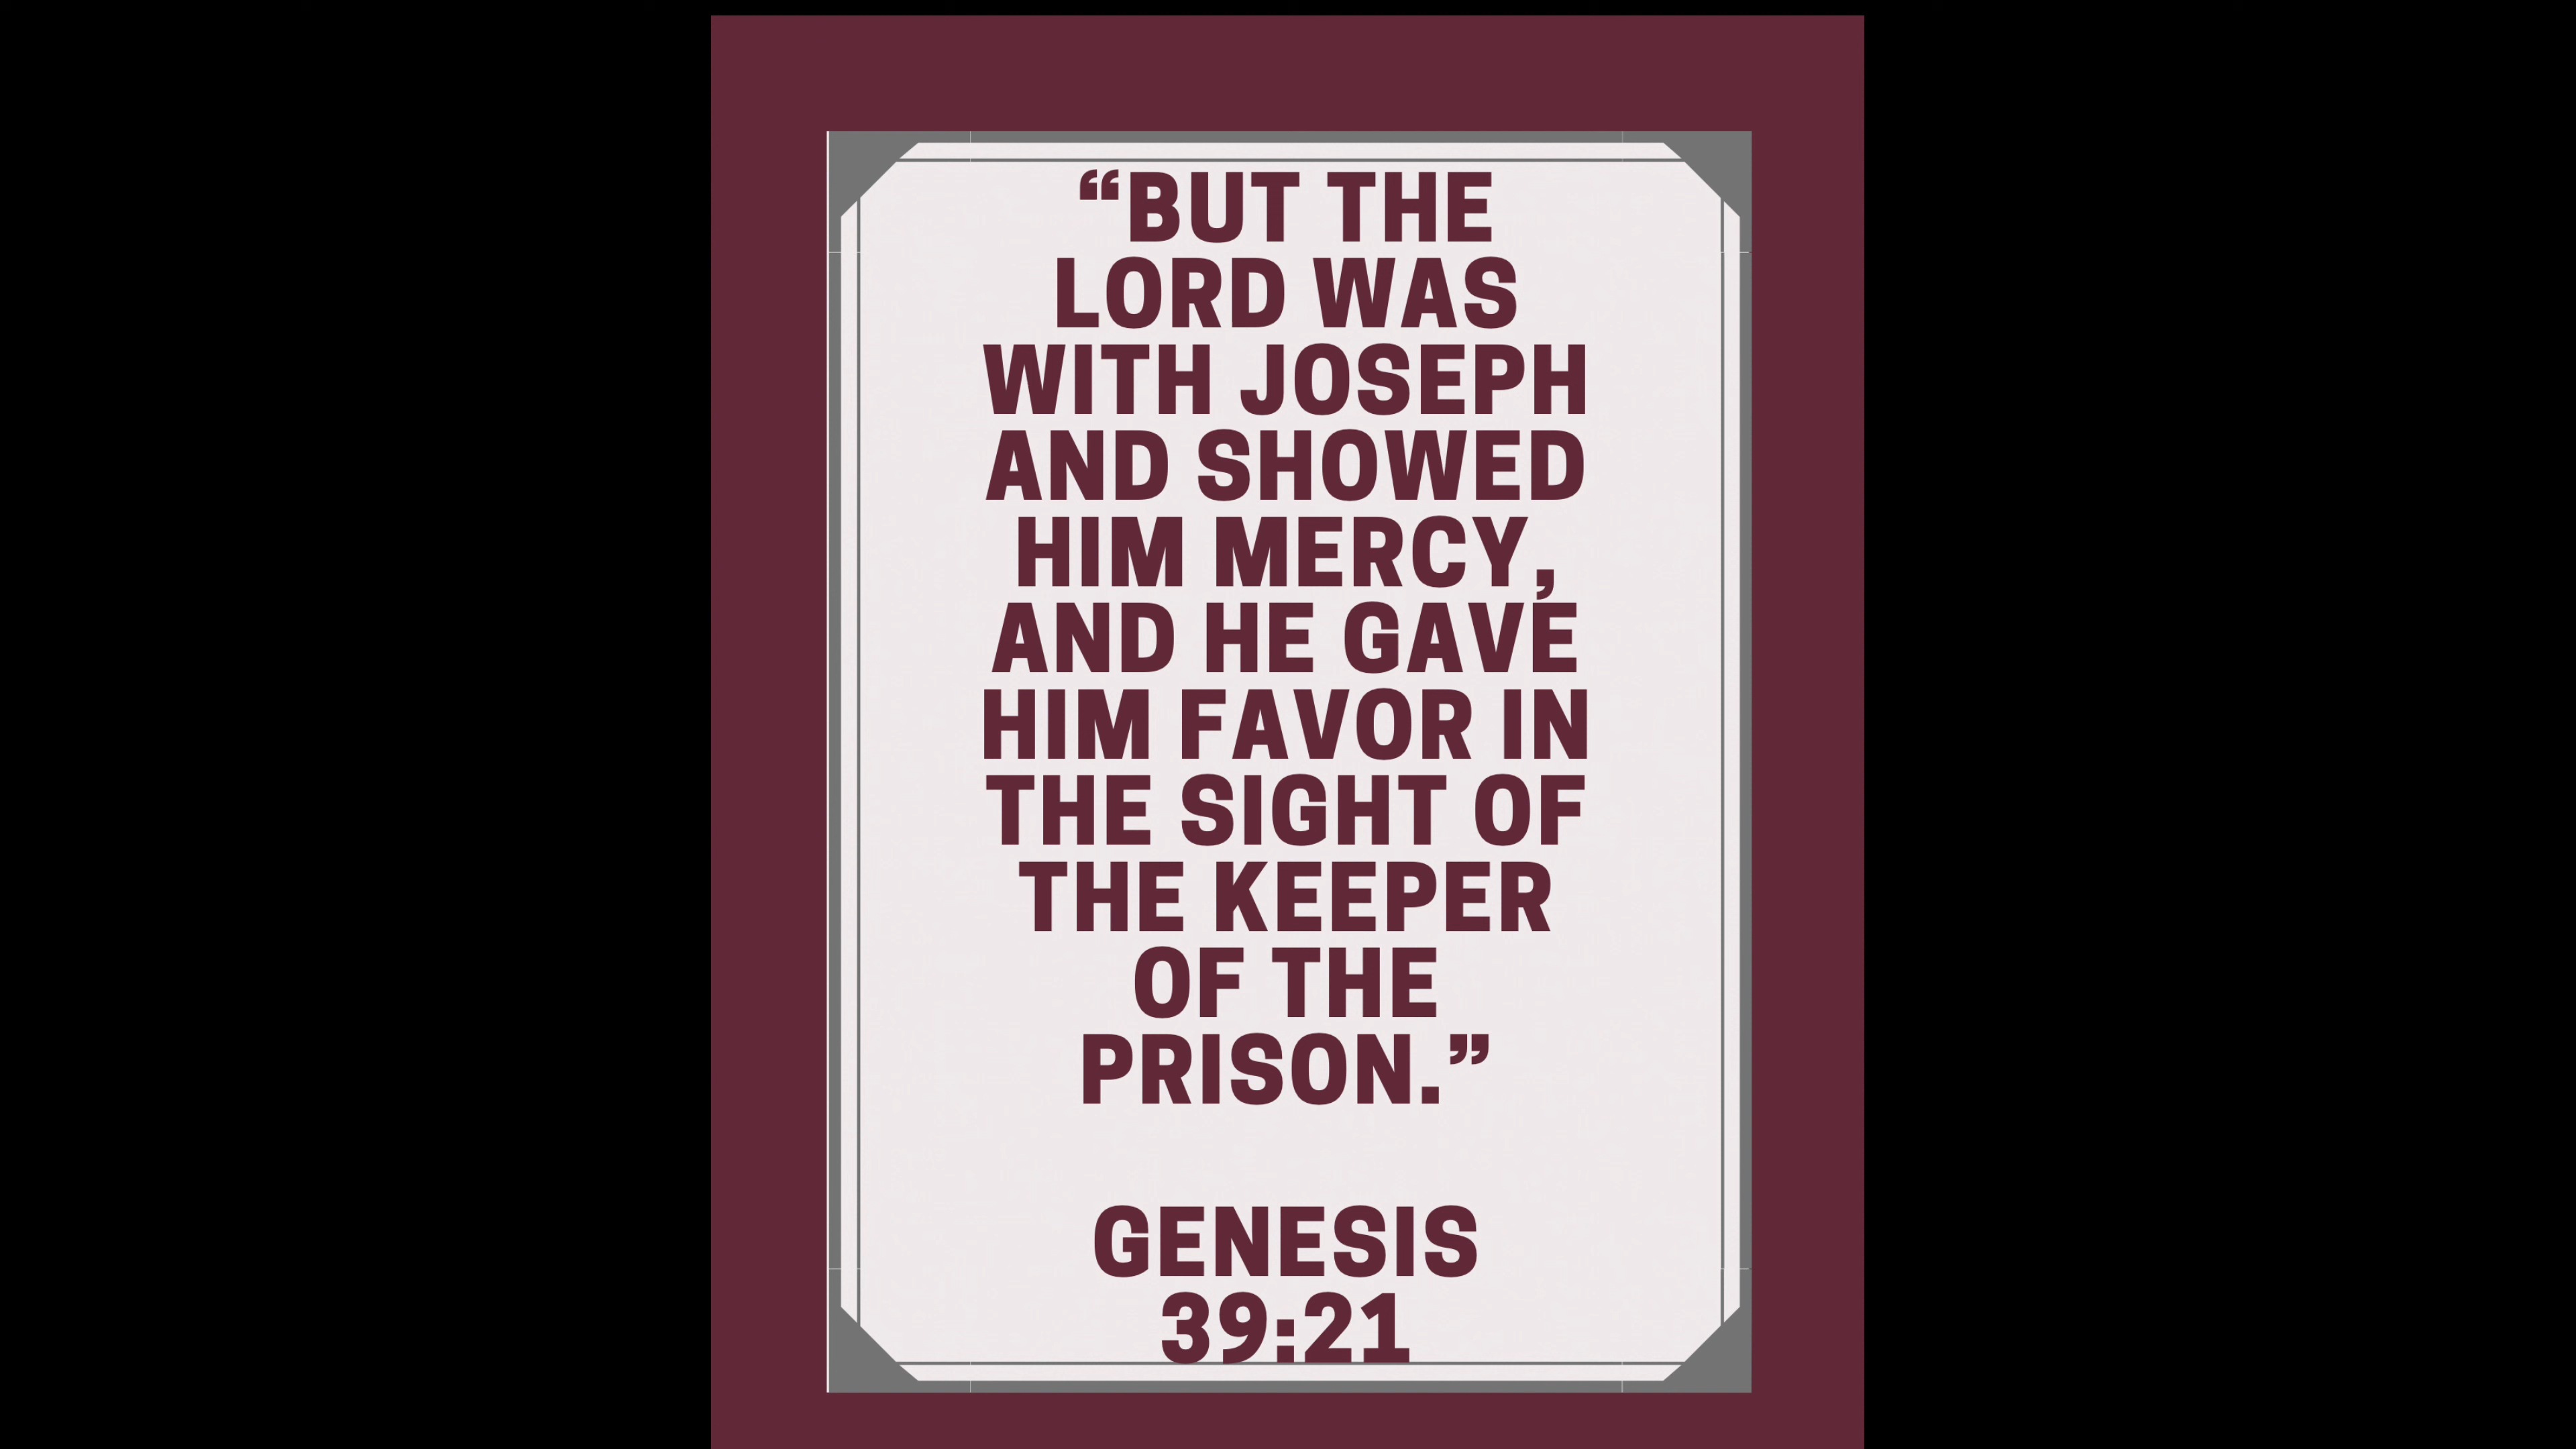 “BUT THE
LORD WAS
WITH JOSEPH
AND SHOWED
HIM MERCY,
AND HE GAVE
HIM FAVOR IN
THE SIGHT OF
THE KEEPER
OF THE
PRISON.”
GENESIS
39:21